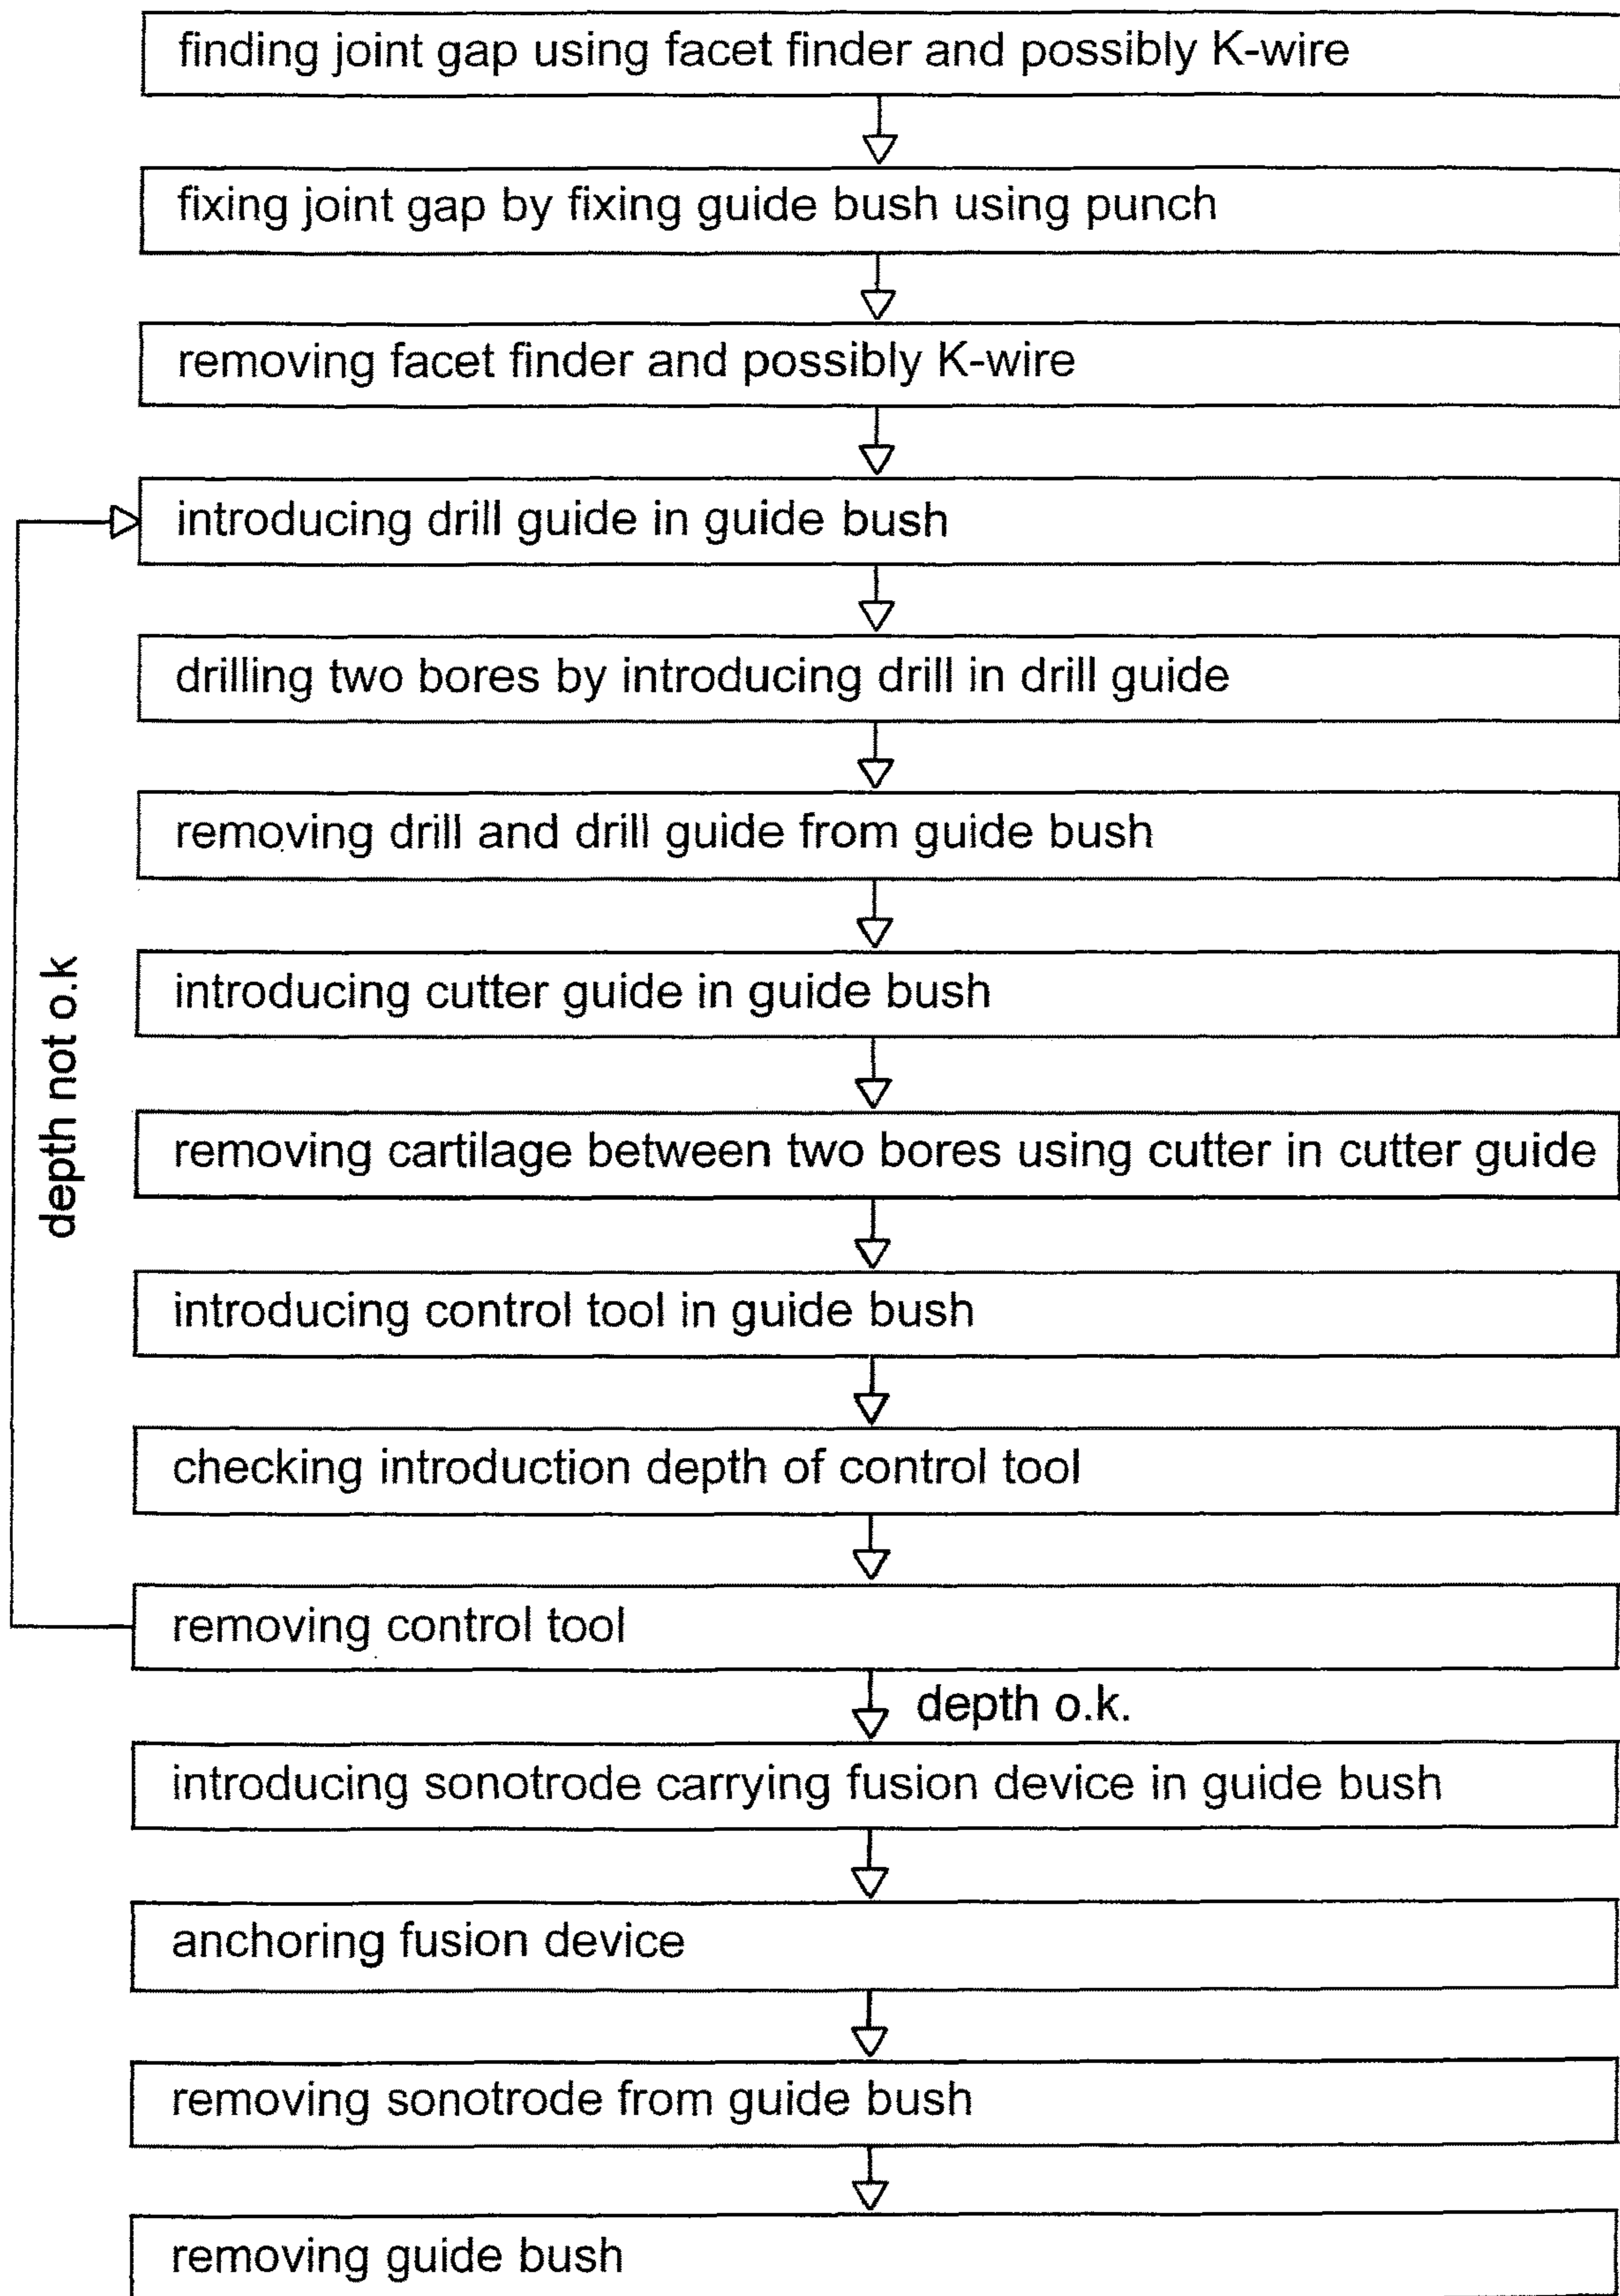 finding joint gap using facet finder and possibly K-wire
fixing joint gap by fixing guide bush using punch
removing facet finder and possibly K-wire
introducing drill guide in guide bush
drilling two bores by introducing drill in drill guide
removing drill and drill guide from guide bush
introducing cutter guide in guide bush
depth not o.k
removing cartilage between two bores using cutter in cutter guide
introducing control tool in guide bush
checking introduction depth of control tool
removing control tool
depth o.k.
introducing sonotrode carrying fusion device in guide bush
anchoring fusion device
removing sonotrode from guide bush
removing guide bush